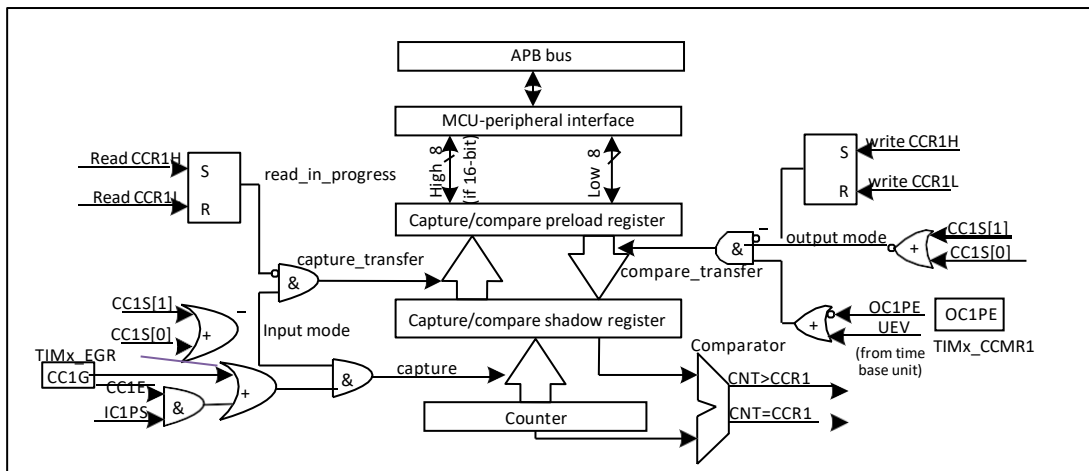 APB bus
MCU-peripheral interface
High 8
(if 16-bit)
Low 8
Read CCR1H
S
read_in_progress
Read CCR1L
R
S
write CCR1H
R
write CCR1L
Capture/compare preload register
&
capture_transfer
&
output mode
+
CC1S[1]
CC1S[0]
compare_transfer
CC1S[1]
CC1S[0]
+
Input mode
Capture/compare shadow register
+
OC1PE
UEV
(from time
base unit)
OC1PE
TIMx_CCMR1
TIMx_EGR
CC1G
CC1E
IC1PS
&
+
&
capture
Counter
Comparator
CNT>CCR1
CNT=CCR1